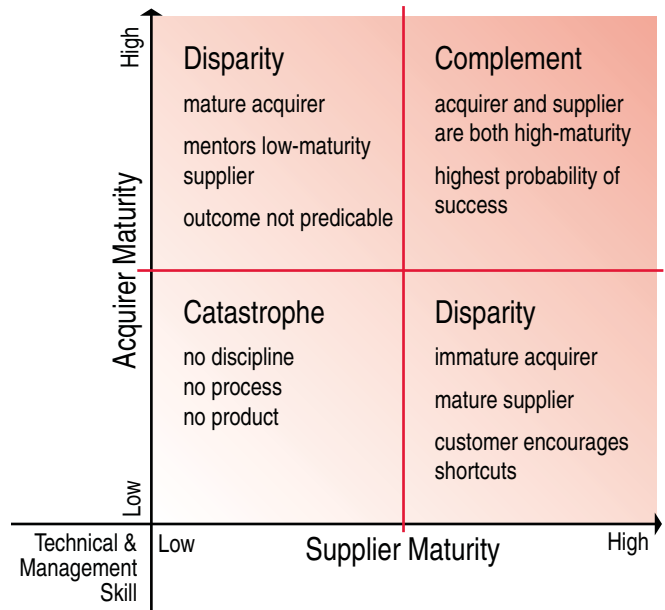 High
Acquirer Maturity
Low
Disparity
mature acquirer
mentors low-maturity
supplier
outcome not predicable
Complement
acquirer and supplier
are both high-maturity
highest probability of
success
Catastrophe
no discipline
no process
no product
Disparity
immature acquirer
mature supplier
customer encourages
shortcuts
Technical &
Management
Skill
Low
Supplier Maturity
High